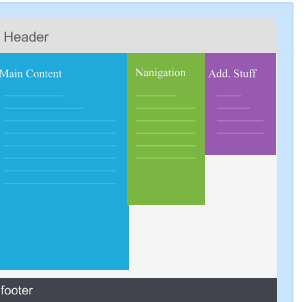 Header
Main Content
Nanigation
Add. Stuff
footer